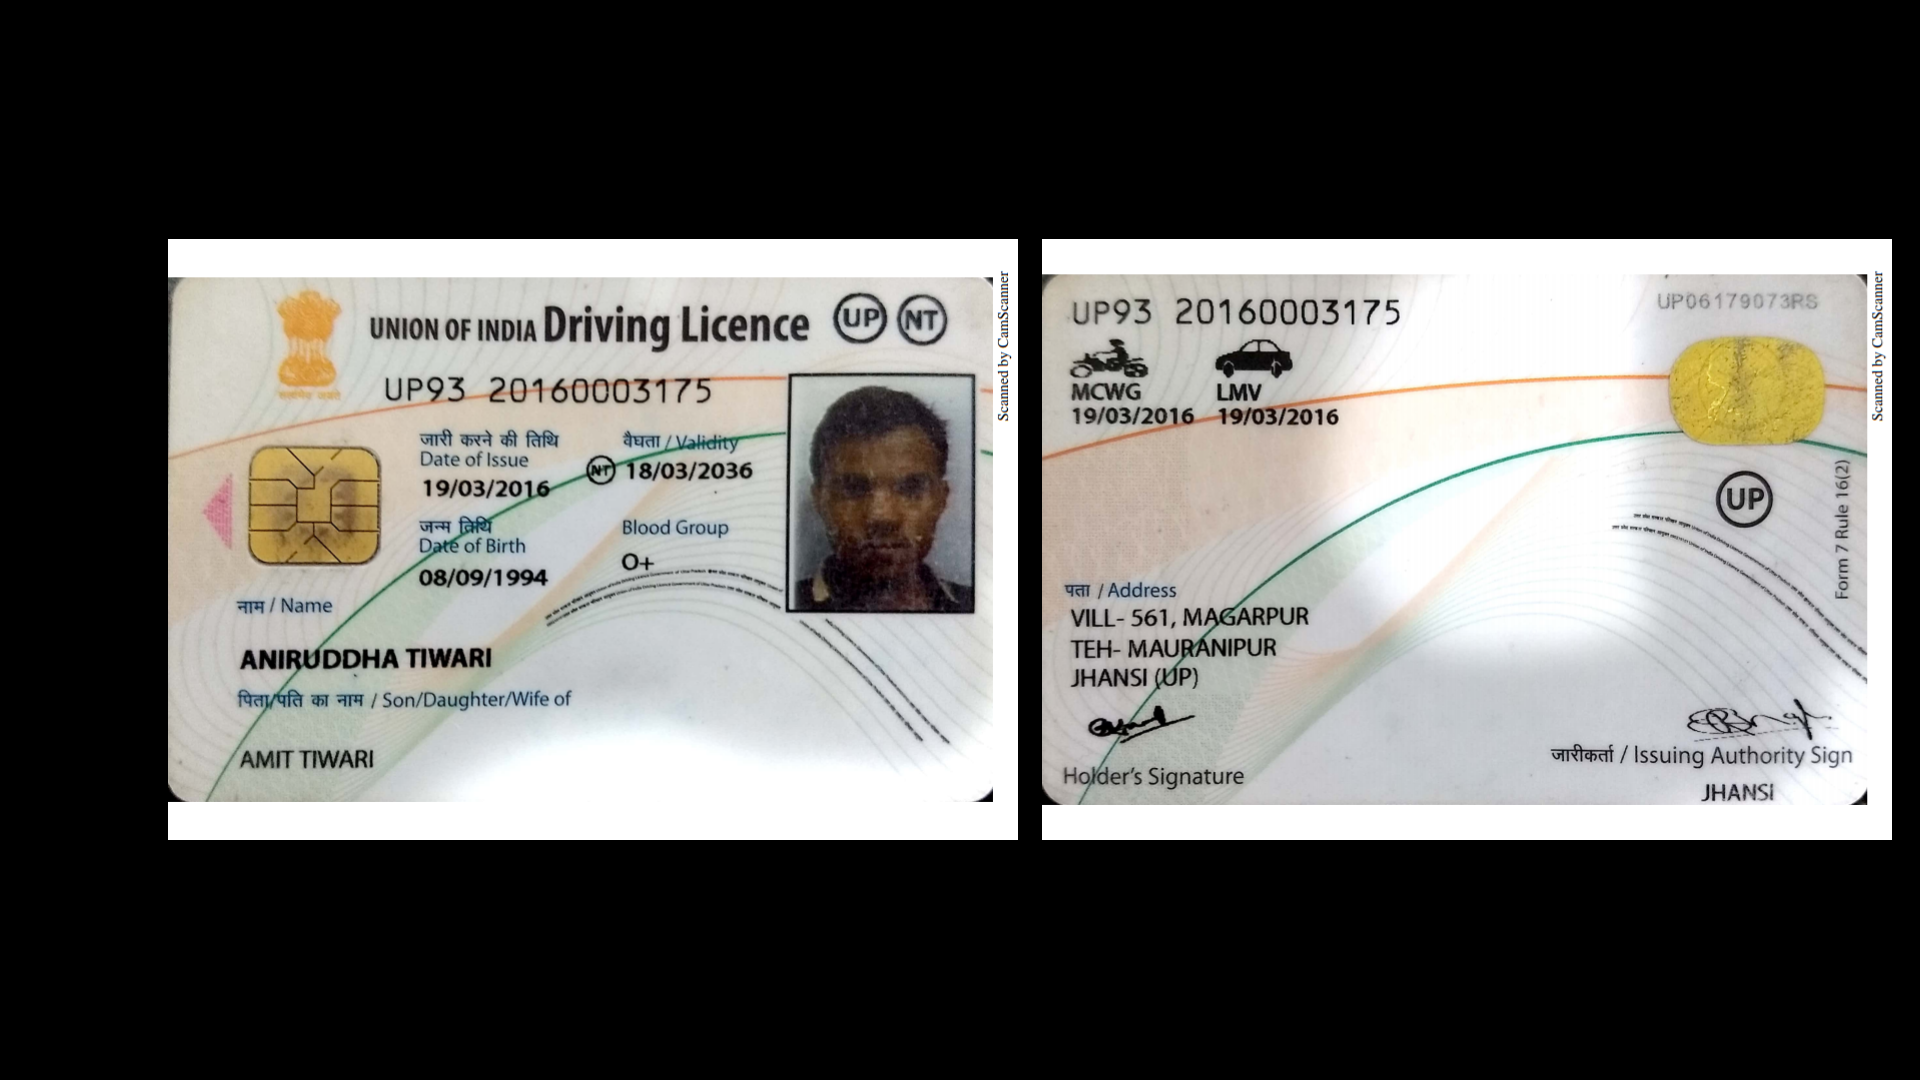 UNION OF INDIA Driving Licence UP NT
UP93 20160003175
सत्यमेव जयते
जारी करने की तिथि वैघता / Validity
Date of Issue
NT 18/03/2036
19/03/2016
जन्म तिथि
Blood Group
Date of Birth
O+
08/09/1994
नाम / Name
ANIRUDDHA TIWARI
पिता/पति का नाम / Son/Daughter/Wife of
AMIT TIWARI
Scanned by CamScanner
UP93 20160003175 UP06179073RS
MCWG LMV
19/03/2016 19/03/2016
UP
Form 7 Rule 16(2)
पता / Address
VILL- 561, MAGARPUR
TEH- MAURANIPUR
JHANSI (UP)
जारीकर्ता / Issuing Authority Sign
Holder's Signature
JHANSI
Scanned by CamScanner